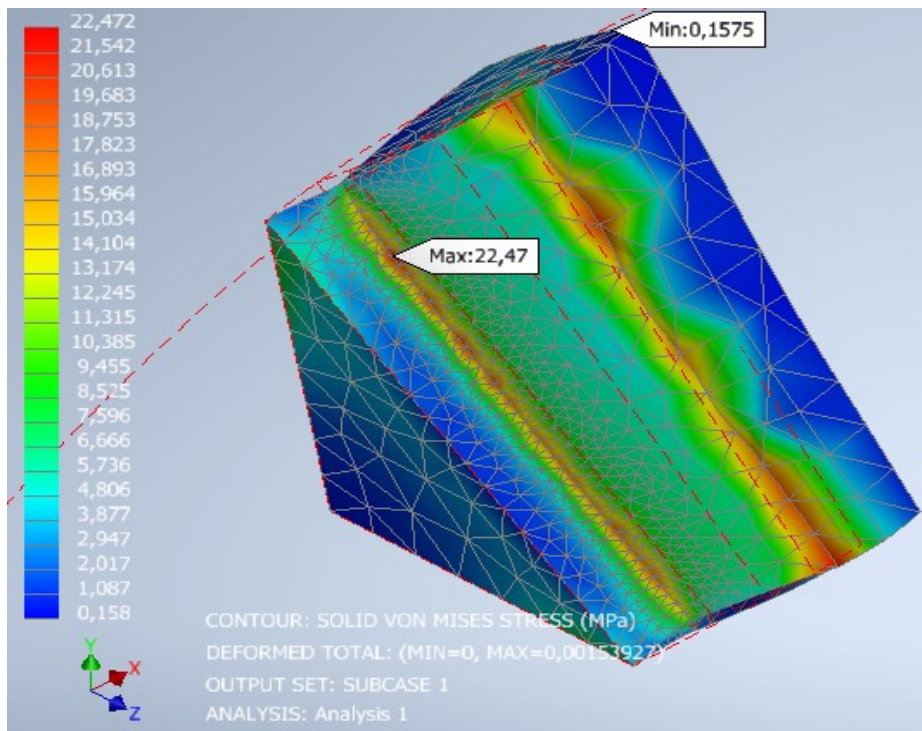 22,472
21,542
20,613
19,683
18,753
17,823
16,893
15,964
15,034
14,104
13,174
12,245
11,315
10,385
9,455
8,525
7,596
6,666
5,736
4,806
3,877
2,947
2,017
1,087
0,158
Min:0,1575
Max:22,47
CONTOUR: SOLID VON MISES STRESS (MPa)
DEFORMED TOTAL: (MIN=0, MAX=0,00153927)
OUTPUT SET: SUBCASE 1
ANALYSIS: Analysis 1
Y
X
Z